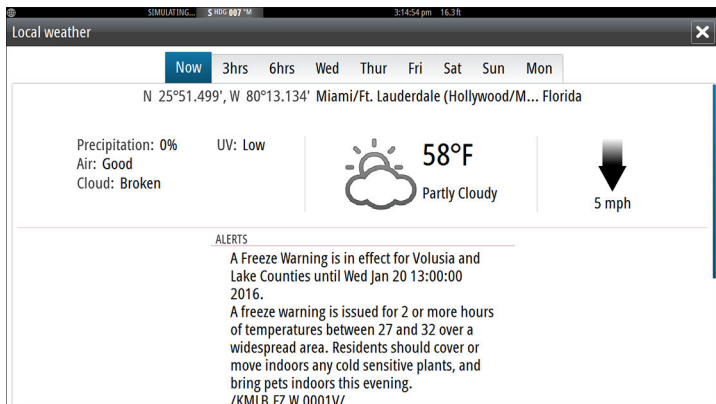 SIMULATING... S HDG 007 °M 3:14:54 pm 16.3 ft
Local weather
Now 3hrs 6hrs Wed Thur Fri Sat Sun Mon
N 25°51.499', W 80°13.134' Miami/Ft. Lauderdale (Hollywood/M... Florida
Precipitation: 0% UV: Low
Air: Good
Cloud: Broken
58°F
Partly Cloudy
5 mph
ALERTS
A Freeze Warning is in effect for Volusia and
Lake Counties until Wed Jan 20 13:00:00
2016.
A freeze warning is issued for 2 or more hours
of temperatures between 27 and 32 over a
widespread area. Residents should cover or
move indoors any cold sensitive plants, and
bring pets indoors this evening.
/KMLB.FZ.W.0001V/